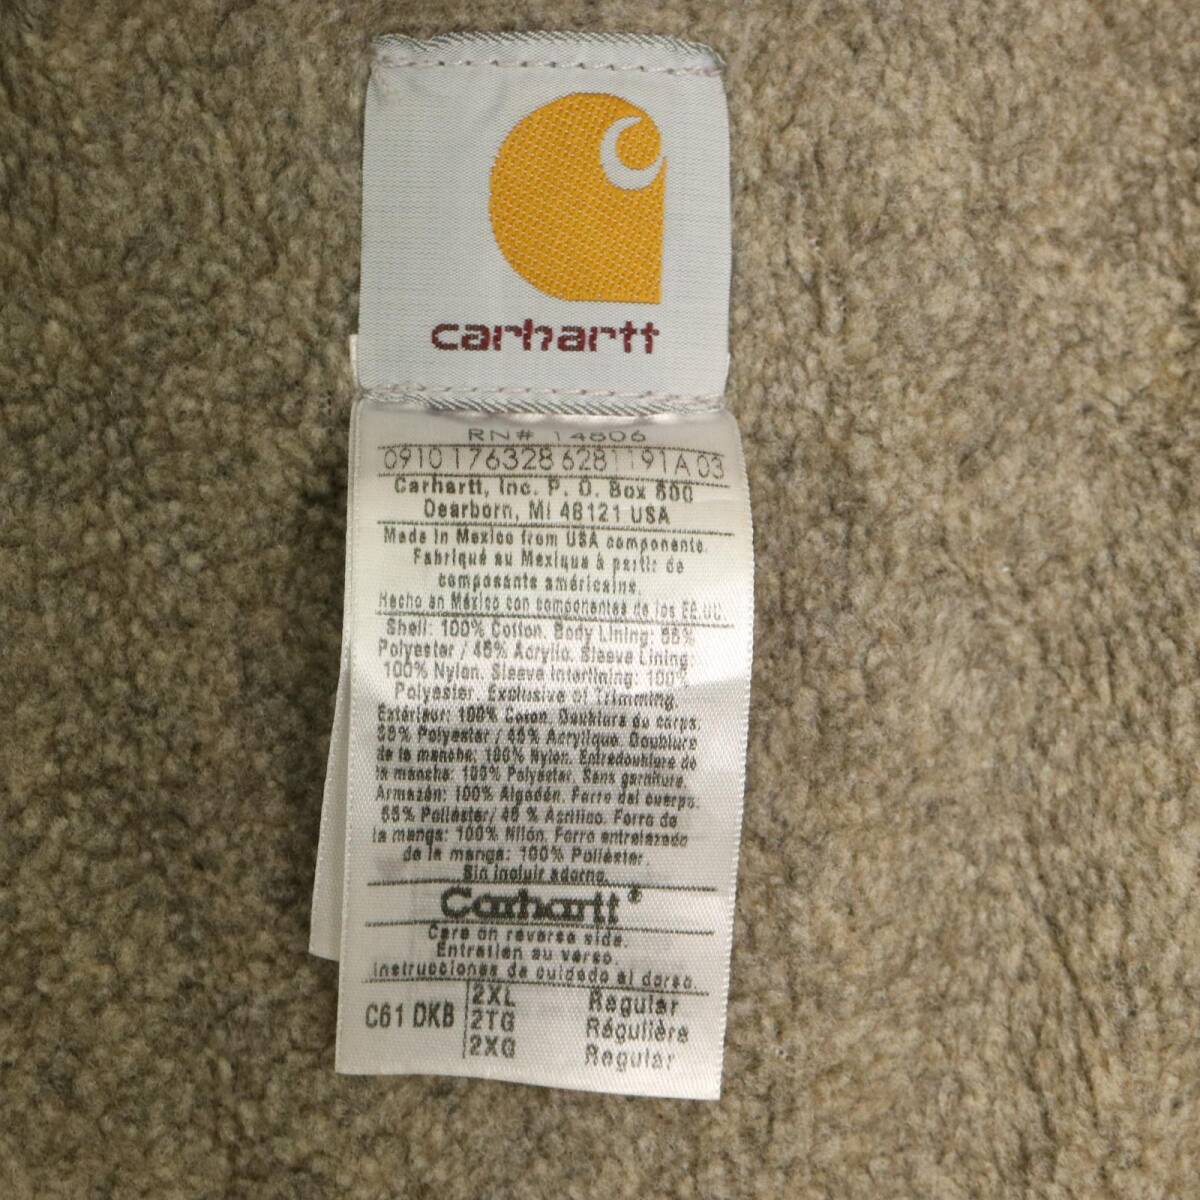 carhartt
RN# 14806
0910 176328 6281191A 03
Carhartt, Inc. P. O. Box 600
Dearborn, MI 48121 USA
Made in Mexico from USA components.
Fabriqué au Mexique à partir de
composants américains.
Hecho en México con componentes de los EE.UU.
Shell: 100% Cotton. Body Lining: 55%
Polyester / 45% Acrylic. Sleeve Lining:
100% Nylon. Sleeve Interlining: 100%
Polyester. Exclusive of Trimming.
Extérieur: 100% Coton. Doublure du corps:
55% Polyester / 45% Acrylique. Doublure
de la manche: 100% Nylon. Entredoublure de
la manche: 100% Polyester. Sans garniture.
Armazón: 100% Algodón. Forro del cuerpo:
55% Poliéster/ 45 % Acrílico. Forro de
la manga: 100% Nilón. Forro entrelazado
de la manga: 100% Poliéster.
Sin incluir adorno.
Carhartt®
Care on reverse side.
Entretien au verso.
Instrucciones de cuidado al dorso.
C61 DKB 2XL Regular
2TG Régulière
2XG Regular